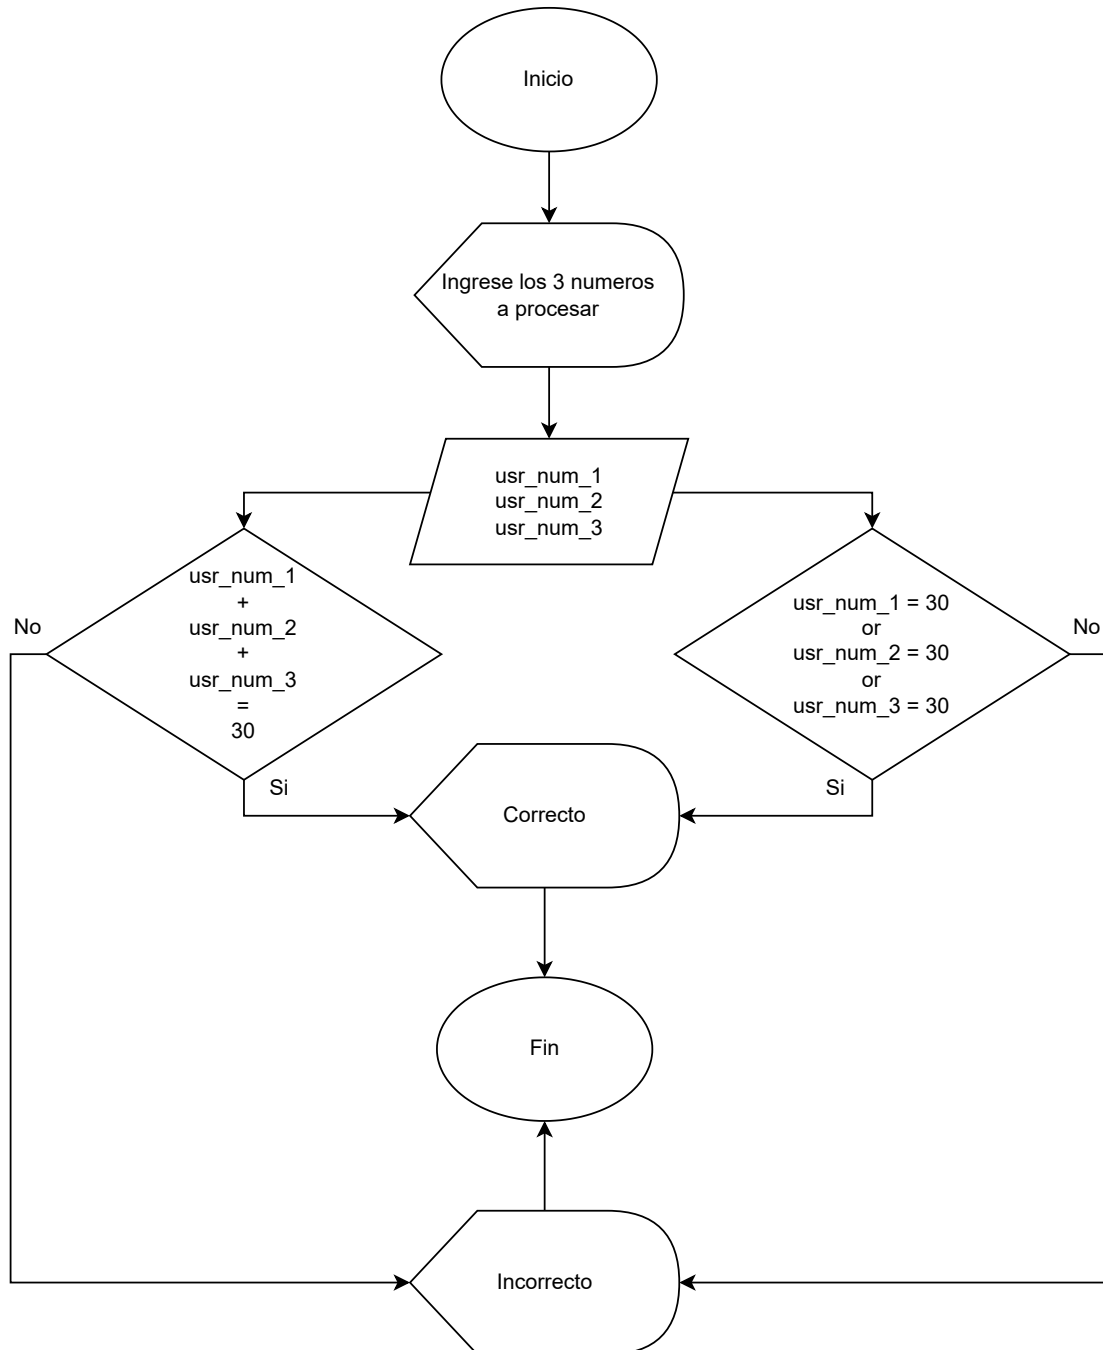 Inicio
Ingrese los 3 numeros
a procesar
usr_num_1
usr_num_2
usr_num_3
usr_num_1
+
usr_num_2
+
usr_num_3
=
30
No
Si
usr_num_1 = 30
or
usr_num_2 = 30
or
usr_num_3 = 30
No
Si
Correcto
Fin
Incorrecto